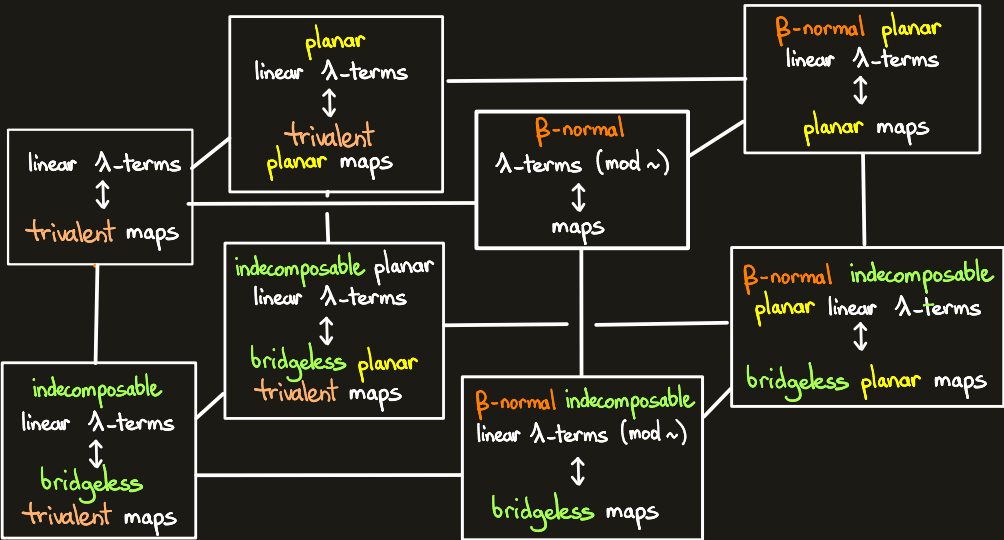 planar
linear λ-terms
↕
trivalent
planar maps
β-normal planar
linear λ-terms
↕
planar maps
linear λ-terms
↕
trivalent maps
β-normal
λ-terms (mod ~)
↕
maps
indecomposable planar
linear λ-terms
↕
bridgeless planar
trivalent maps
β-normal indecomposable
planar linear λ-terms
↕
bridgeless planar maps
indecomposable
linear λ-terms
↕
bridgeless
trivalent maps
β-normal indecomposable
linear λ-terms (mod ~)
↕
bridgeless maps